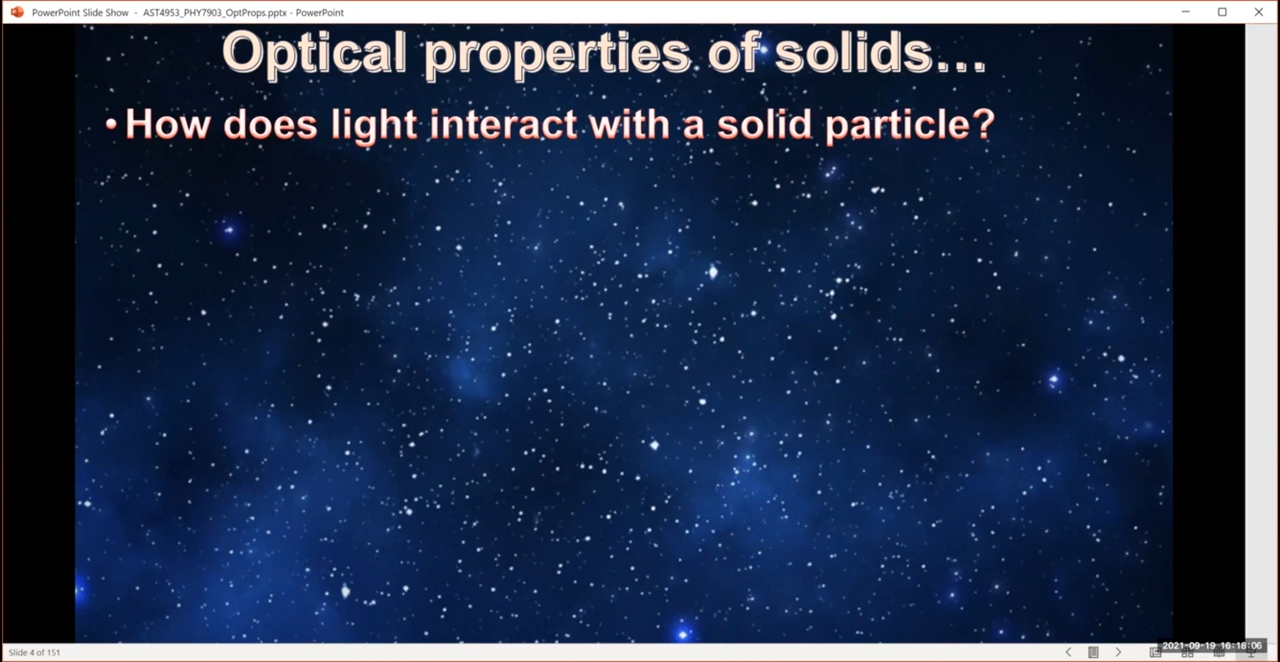 PowerPoint Slide Show - AST4953_PHY7903_OptProps.pptx - PowerPoint
Optical properties of solids...
• How does light interact with a solid particle?
Slide 4 of 151
2021-09-19 16:18:06